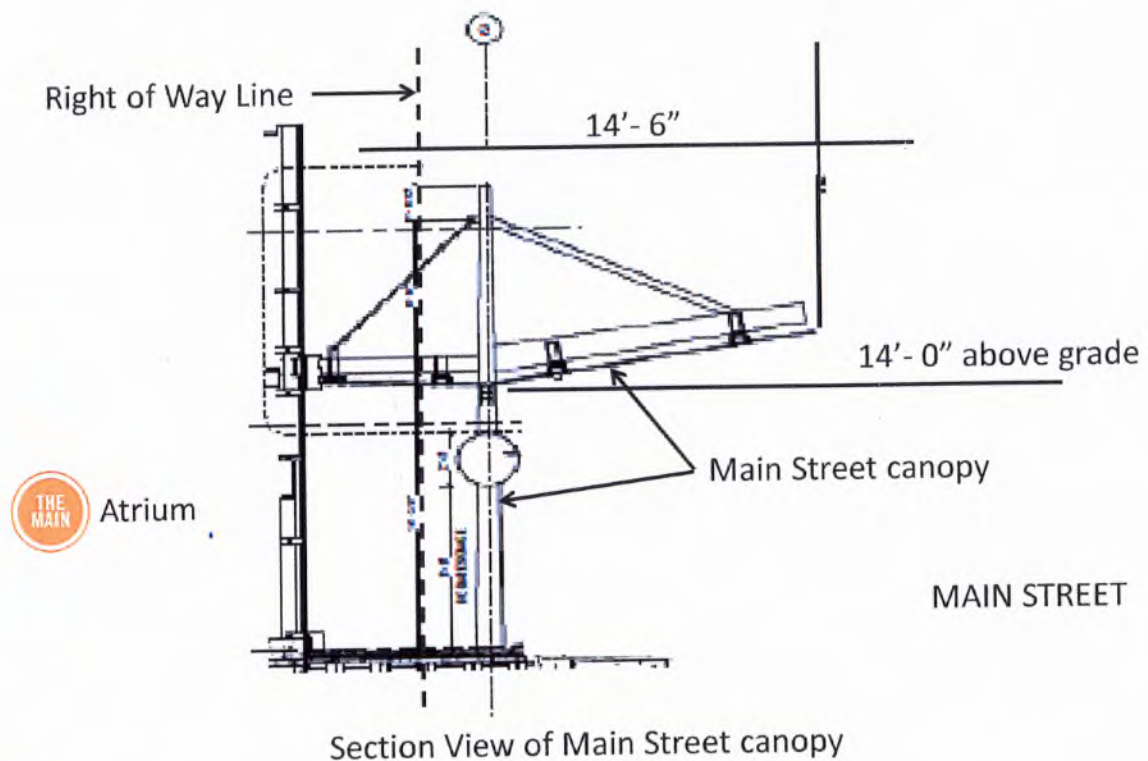 Right of Way Line
14'- 6"
14'- 0" above grade
Main Street canopy
THE
MAIN
Atrium
MAIN STREET
Section View of Main Street canopy